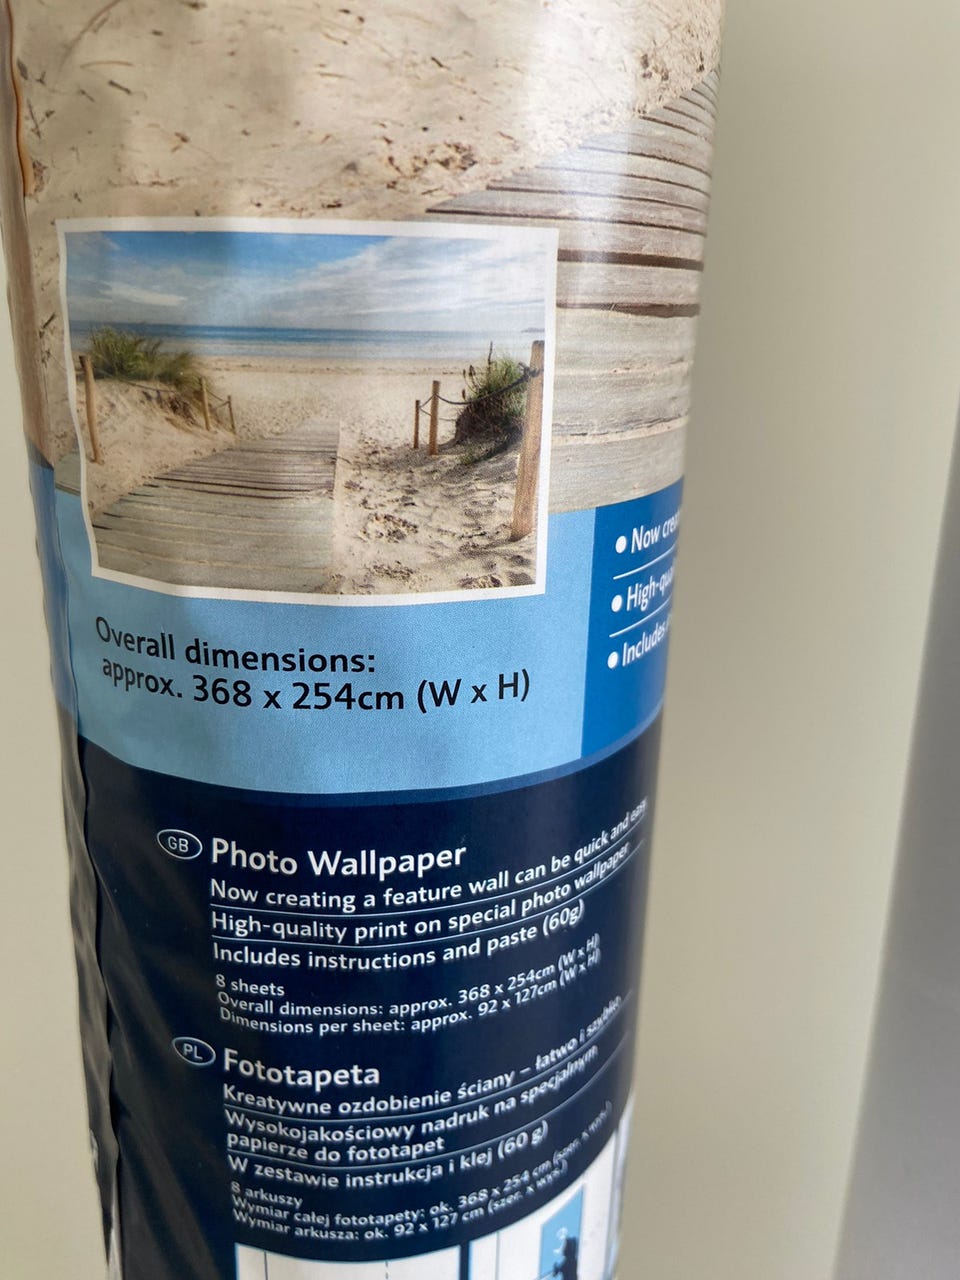 Overall dimensions:
approx. 368 x 254cm (W x H)
• Now
• High-
• Includes
GB Photo Wallpaper
Now creating a feature wall can be quick and easy
High-quality print on special photo wallpaper
Includes instructions and paste (60g)
8 sheets
Overall dimensions: approx. 368 x 254cm (W x H)
Dimensions per sheet: approx. 92 x 127cm (W x H)
PL Fototapeta
Kreatywne ozdobienie ściany – łatwo i szybko
Wysokojakościowy nadruk na specjalnym
papierze do fototapet
W zestawie instrukcja i klej (60 g)
8 arkuszy
Wymiar całej fototapety: ok. 368 x 254 cm (szer. x wys.)
Wymiar arkusza: ok. 92 x 127 cm (szer. x wys.)